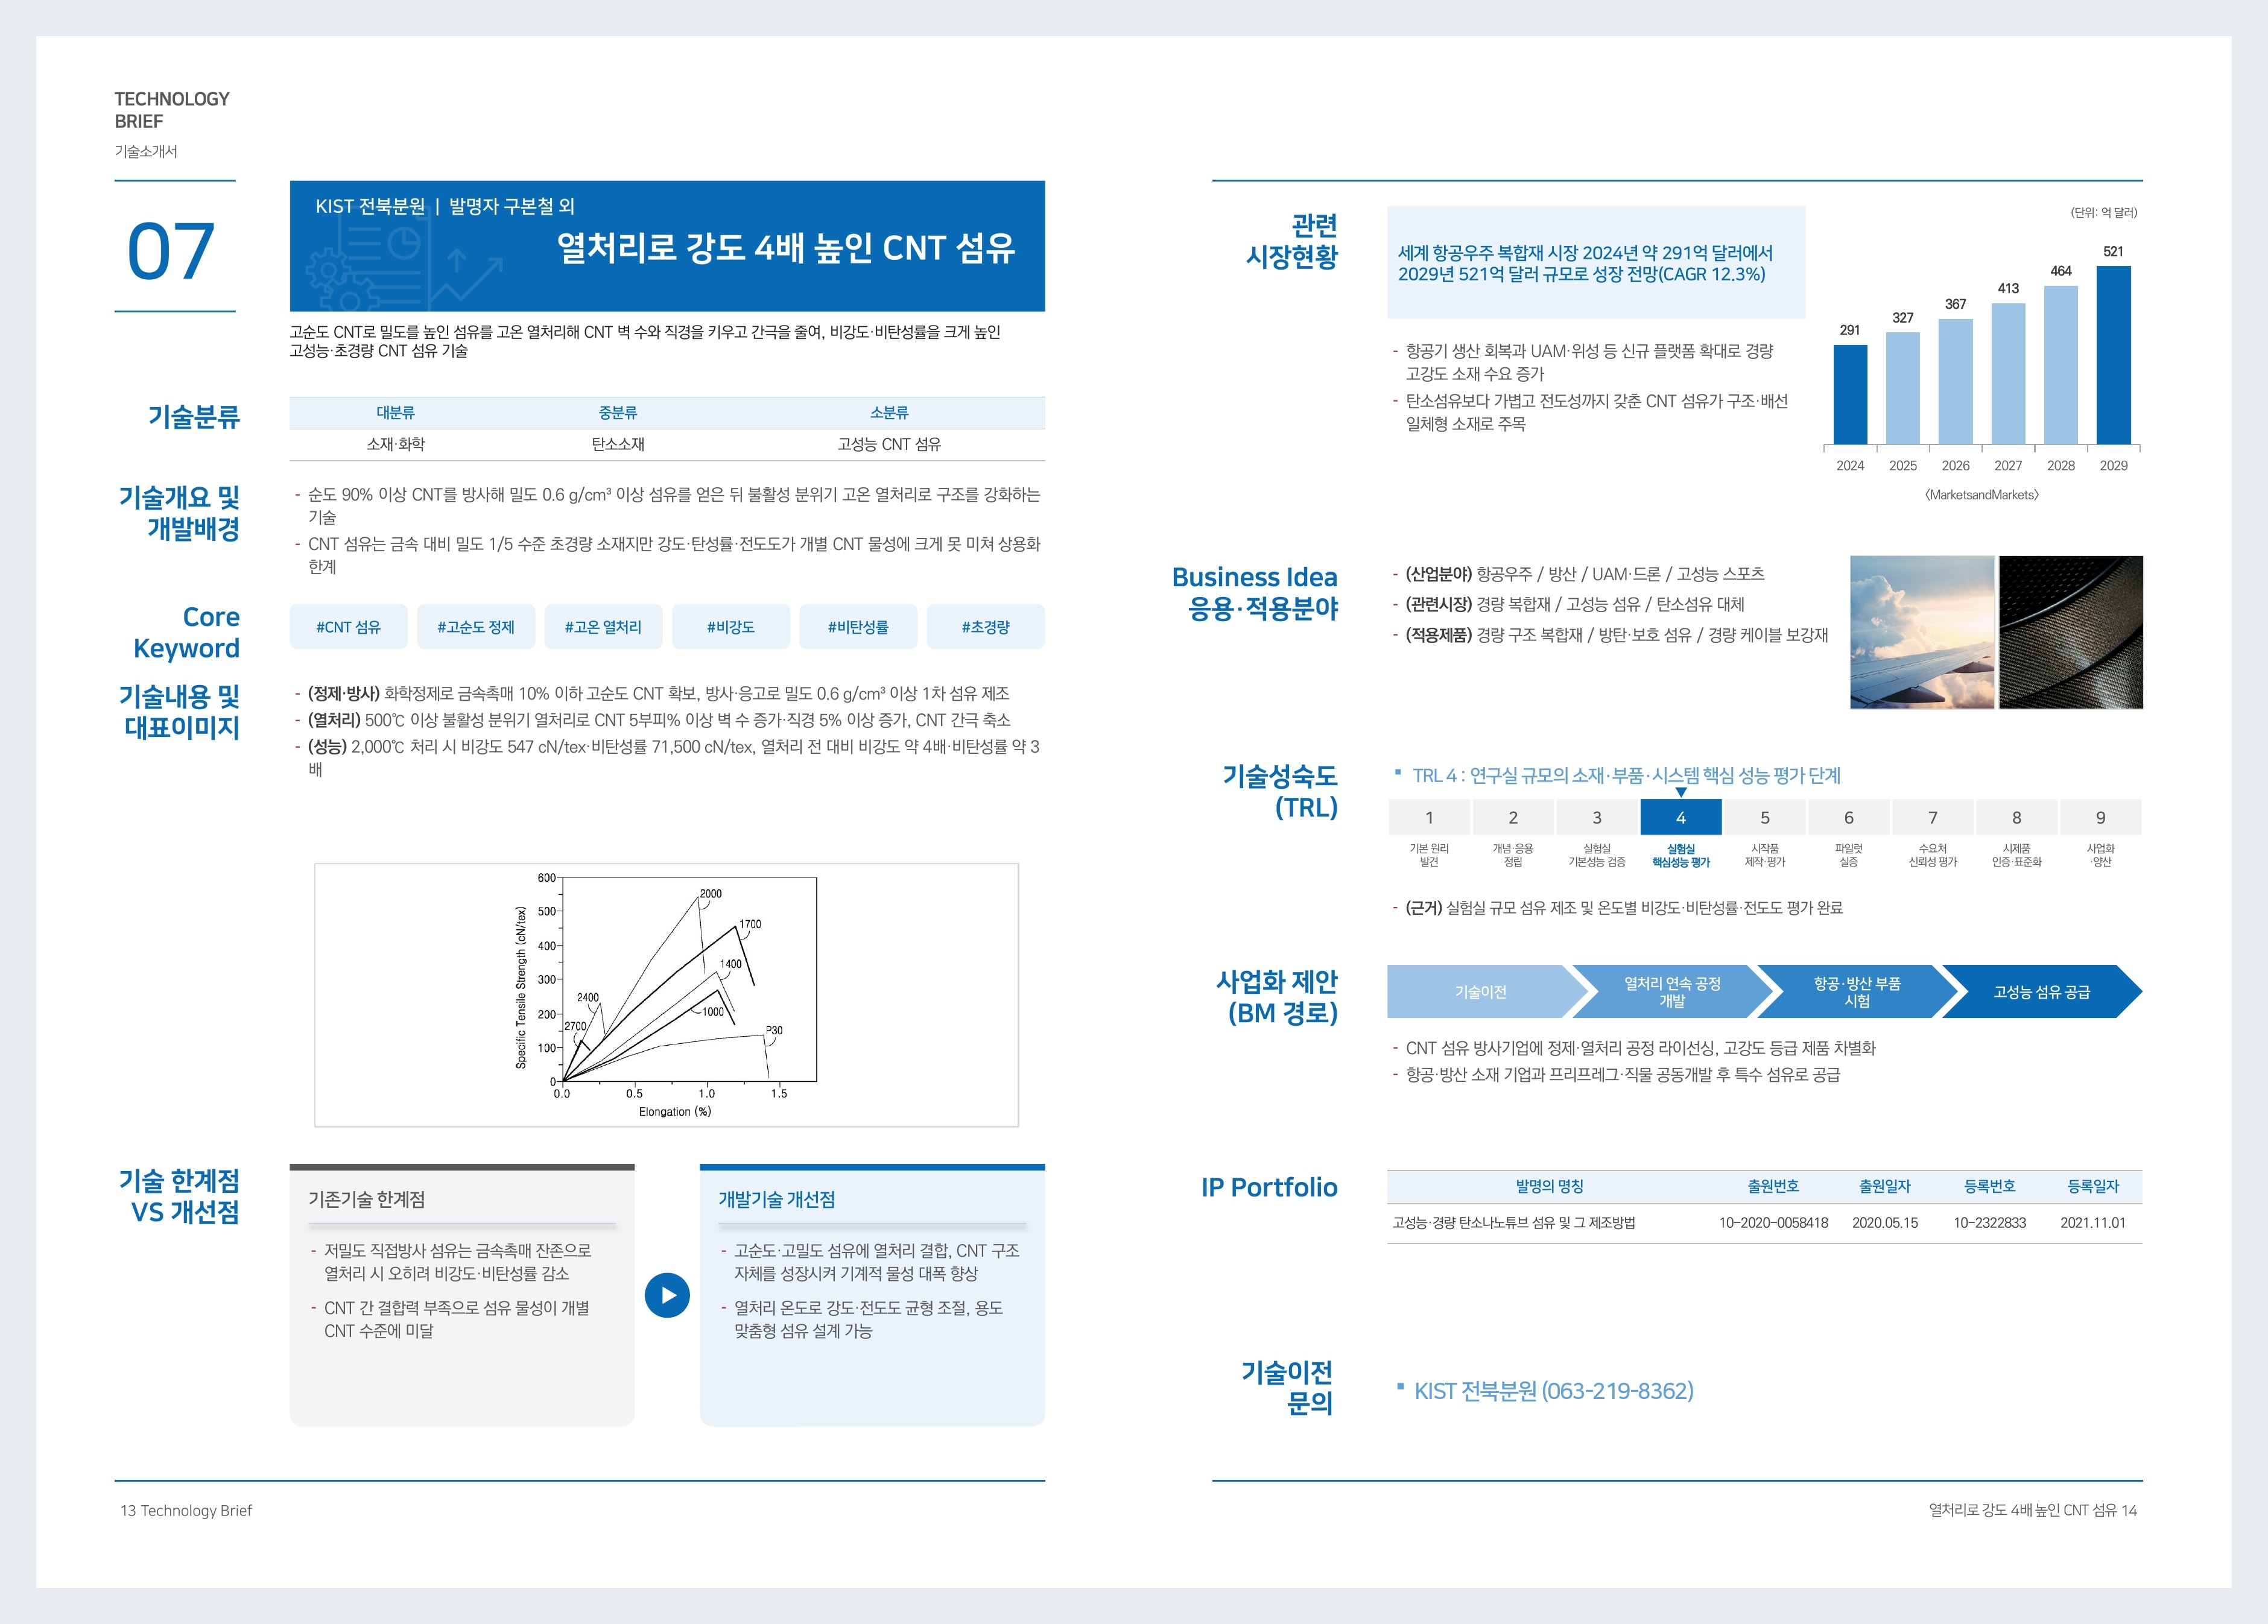 TECHNOLOGY
BRIEF
기술소개서
07
KIST 전북분원 | 발명자 구본철 외
열처리로 강도 4배 높인 CNT 섬유
고순도 CNT로 밀도를 높인 섬유를 고온 열처리해 CNT 벽 수와 직경을 키우고 간극을 줄여, 비강도·비탄성률을 크게 높인
고성능·초경량 CNT 섬유 기술
기술분류
대분류 중분류 소분류
소재·화학 탄소소재 고성능 CNT 섬유
기술개요 및
개발배경
- 순도 90% 이상 CNT를 방사해 밀도 0.6 g/cm³ 이상 섬유를 얻은 뒤 불활성 분위기 고온 열처리로 구조를 강화하는
기술
- CNT 섬유는 금속 대비 밀도 1/5 수준 초경량 소재지만 강도·탄성률·전도도가 개별 CNT 물성에 크게 못 미쳐 상용화
한계
Core
Keyword
#CNT 섬유 #고순도 정제 #고온 열처리 #비강도 #비탄성률 #초경량
기술내용 및
대표이미지
- (정제·방사) 화학정제로 금속촉매 10% 이하 고순도 CNT 확보, 방사·응고로 밀도 0.6 g/cm³ 이상 1차 섬유 제조
- (열처리) 500℃ 이상 불활성 분위기 열처리로 CNT 5부피% 이상 벽 수 증가·직경 5% 이상 증가, CNT 간극 축소
- (성능) 2,000℃ 처리 시 비강도 547 cN/tex·비탄성률 71,500 cN/tex, 열처리 전 대비 비강도 약 4배·비탄성률 약 3
배
Specific Tensile Strength (cN/tex)
600
500
400
300
200
100
0
2000
1700
1400
2400
1000
2700
P30
0.0 0.5 1.0 1.5
Elongation (%)
기술 한계점
VS 개선점
기존기술 한계점
- 저밀도 직접방사 섬유는 금속촉매 잔존으로
열처리 시 오히려 비강도·비탄성률 감소
- CNT 간 결합력 부족으로 섬유 물성이 개별
CNT 수준에 미달
개발기술 개선점
- 고순도·고밀도 섬유에 열처리 결합, CNT 구조
자체를 성장시켜 기계적 물성 대폭 향상
- 열처리 온도로 강도·전도도 균형 조절, 용도
맞춤형 섬유 설계 가능
13 Technology Brief
관련
시장현황
세계 항공우주 복합재 시장 2024년 약 291억 달러에서
2029년 521억 달러 규모로 성장 전망(CAGR 12.3%)
- 항공기 생산 회복과 UAM·위성 등 신규 플랫폼 확대로 경량
고강도 소재 수요 증가
- 탄소섬유보다 가볍고 전도성까지 갖춘 CNT 섬유가 구조·배선
일체형 소재로 주목
(단위: 억 달러)
291 327 367 413 464 521
2024 2025 2026 2027 2028 2029
〈MarketsandMarkets〉
Business Idea
응용·적용분야
- (산업분야) 항공우주 / 방산 / UAM·드론 / 고성능 스포츠
- (관련시장) 경량 복합재 / 고성능 섬유 / 탄소섬유 대체
- (적용제품) 경량 구조 복합재 / 방탄·보호 섬유 / 경량 케이블 보강재
기술성숙도
(TRL)
▪ TRL 4 : 연구실 규모의 소재·부품·시스템 핵심 성능 평가 단계
1 2 3 4 5 6 7 8 9
기본 원리 개념·응용 실험실 실험실 시작품 파일럿 수요처 시제품 사업화
발견 정립 기본성능 검증 핵심성능 평가 제작·평가 실증 신뢰성 평가 인증·표준화 ·양산
- (근거) 실험실 규모 섬유 제조 및 온도별 비강도·비탄성률·전도도 평가 완료
사업화 제안
(BM 경로)
기술이전
열처리 연속 공정
개발
항공·방산 부품
시험
고성능 섬유 공급
- CNT 섬유 방사기업에 정제·열처리 공정 라이선싱, 고강도 등급 제품 차별화
- 항공·방산 소재 기업과 프리프레그·직물 공동개발 후 특수 섬유로 공급
IP Portfolio
발명의 명칭 출원번호 출원일자 등록번호 등록일자
고성능·경량 탄소나노튜브 섬유 및 그 제조방법 10-2020-0058418 2020.05.15 10-2322833 2021.11.01
기술이전
문의
▪ KIST 전북분원 (063-219-8362)
열처리로 강도 4배 높인 CNT 섬유 14